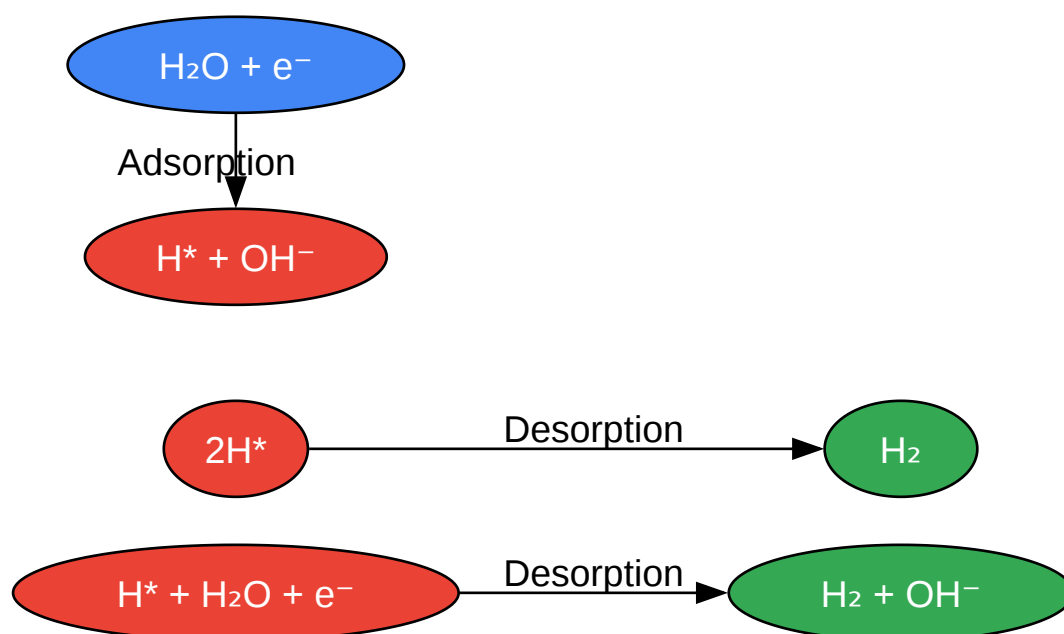 H₂O + e⁻
Adsorption
H* + OH⁻
2H*
Desorption
H₂
H* + H₂O + e⁻
Desorption
H₂ + OH⁻